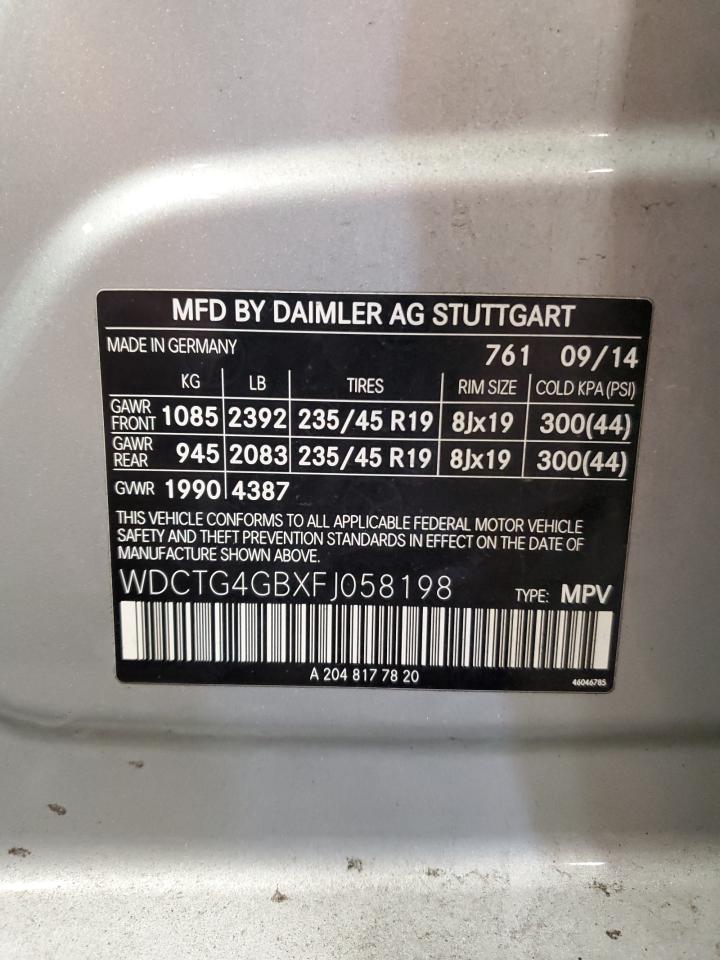 MFD BY DAIMLER AG STUTTGART
MADE IN GERMANY 761 09/14
KG LB TIRES RIM SIZE COLD KPA(PSI)
GAWR FRONT 1085 2392 235/45 R19 8Jx19 300(44)
GAWR REAR 945 2083 235/45 R19 8Jx19 300(44)
GVWR 1990 4387
THIS VEHICLE CONFORMS TO ALL APPLICABLE FEDERAL MOTOR VEHICLE
SAFETY AND THEFT PREVENTION STANDARDS IN EFFECT ON THE DATE OF
MANUFACTURE SHOWN ABOVE.
WDCTG4GBXFJ058198 TYPE: MPV
A 204 817 78 20 46046785